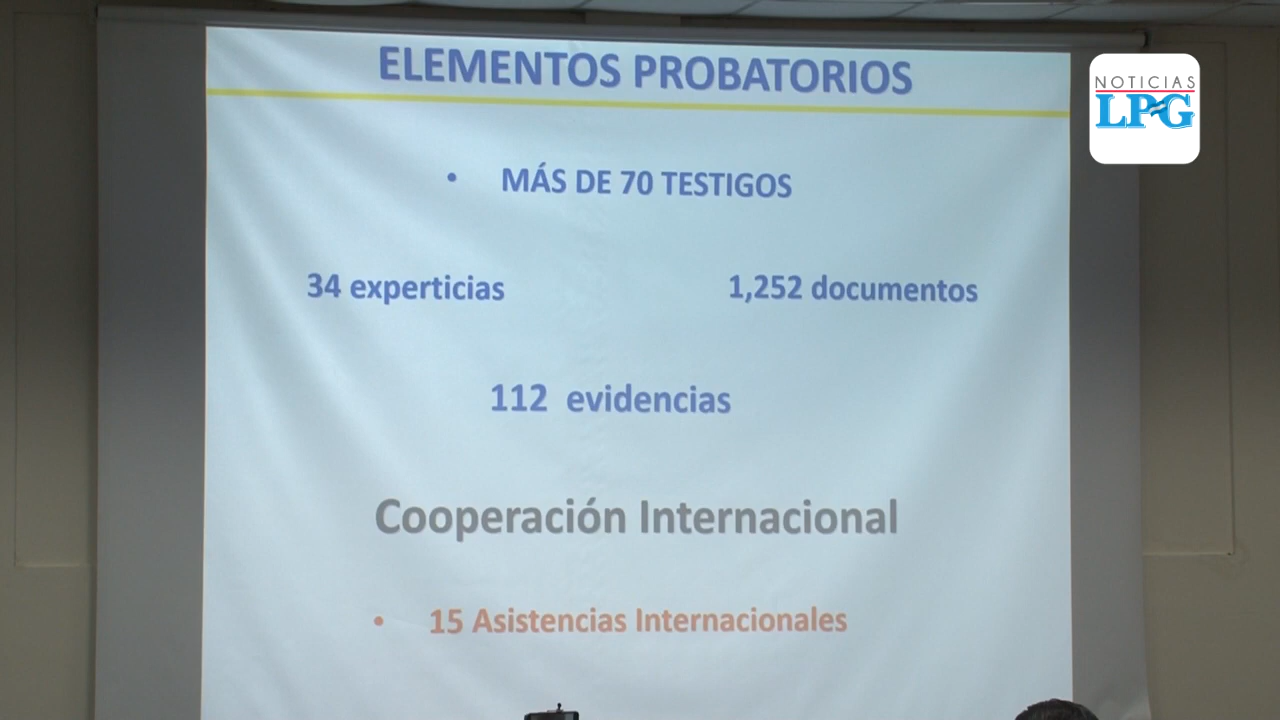 ELEMENTOS PROBATORIOS
NOTICIAS
LPG
• MÁS DE 70 TESTIGOS
34 experticias
1,252 documentos
112 evidencias
Cooperación Internacional
• 15 Asistencias Internacionales